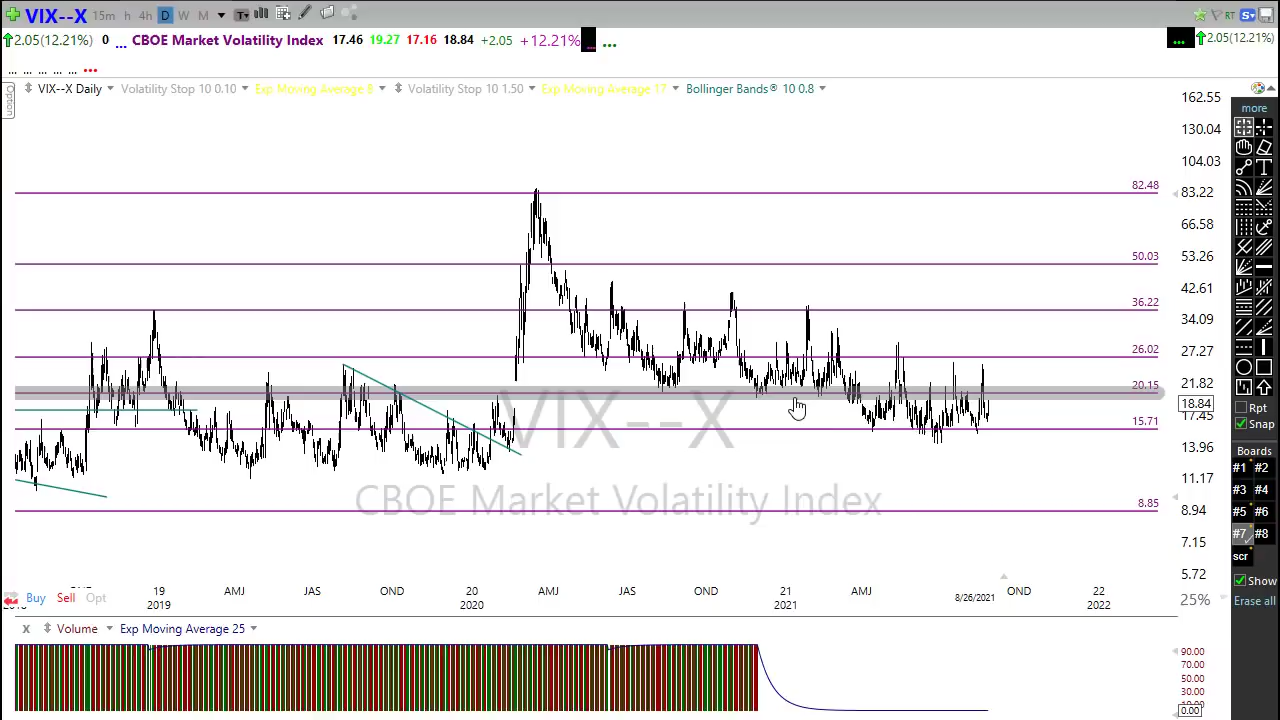 VIX--X 15m h 4h D W M T RT S
2.05(12.21%) 0 ... CBOE Market Volatility Index 17.46 19.27 17.16 18.84 +2.05 +12.21% ... ... ... 2.05(12.21%)
... ... ... ... ... ...
Option
VIX--X Daily Volatility Stop 10 0.10 Exp Moving Average 8 Volatility Stop 10 1.50 Exp Moving Average 17 Bollinger Bands® 10 0.8
162.55
130.04
104.03
82.48
83.22
66.58
50.03
53.26
42.61
36.22
34.09
26.02
27.27
20.15
21.82
18.84
17.45
15.71
13.96
11.17
8.85
8.94
7.15
5.72
VIX--X
CBOE Market Volatility Index
more
T
Rpt
Snap
Boards
#1 #2
#3 #4
#5 #6
#7 #8
scr
Show
Erase all
19 AMJ JAS OND 20 AMJ JAS OND 21 AMJ 8/26/2021 OND 22
2019 2020 2021 2022
Buy Sell Opt 25%
X Volume Exp Moving Average 25
90.00
70.00
50.00
30.00
0.00